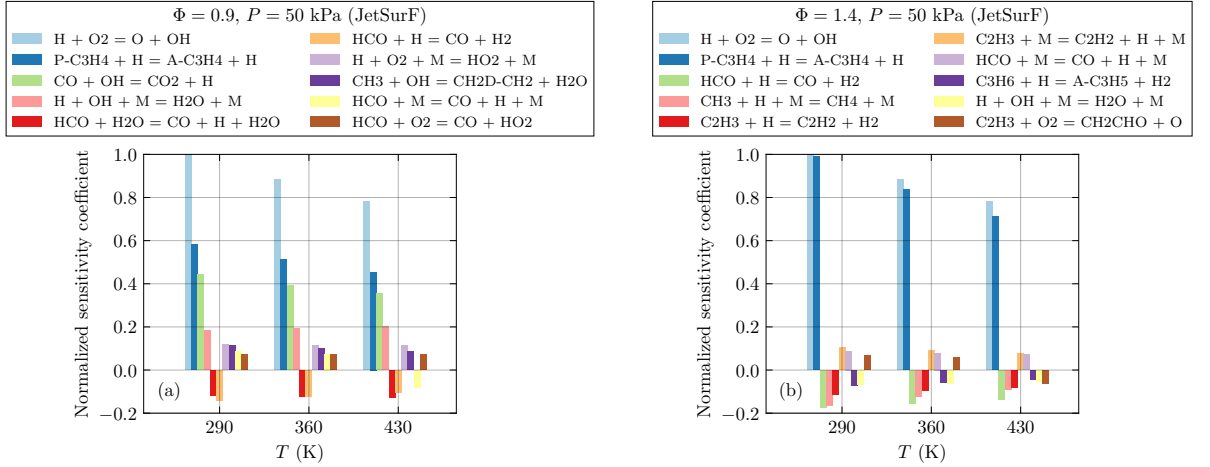 Φ = 0.9, P = 50 kPa (JetSurF)
H + O2 = O + OH
P-C3H4 + H = A-C3H4 + H
CO + OH = CO2 + H
H + OH + M = H2O + M
HCO + H2O = CO + H + H2O
HCO + H = CO + H2
H + O2 + M = HO2 + M
CH3 + OH = CH2D-CH2 + H2O
HCO + M = CO + H + M
HCO + O2 = CO + HO2
Normalized sensitivity coefficient
1.0
0.8
0.6
0.4
0.2
0.0
−0.2
(a)
290
360
430
T (K)
Φ = 1.4, P = 50 kPa (JetSurF)
H + O2 = O + OH
P-C3H4 + H = A-C3H4 + H
HCO + H = CO + H2
CH3 + H + M = CH4 + M
C2H3 + H = C2H2 + H2
C2H3 + M = C2H2 + H + M
HCO + M = CO + H + M
C3H6 + H = A-C3H5 + H2
H + OH + M = H2O + M
C2H3 + O2 = CH2CHO + O
Normalized sensitivity coefficient
1.0
0.8
0.6
0.4
0.2
0.0
−0.2
(b)
290
360
430
T (K)